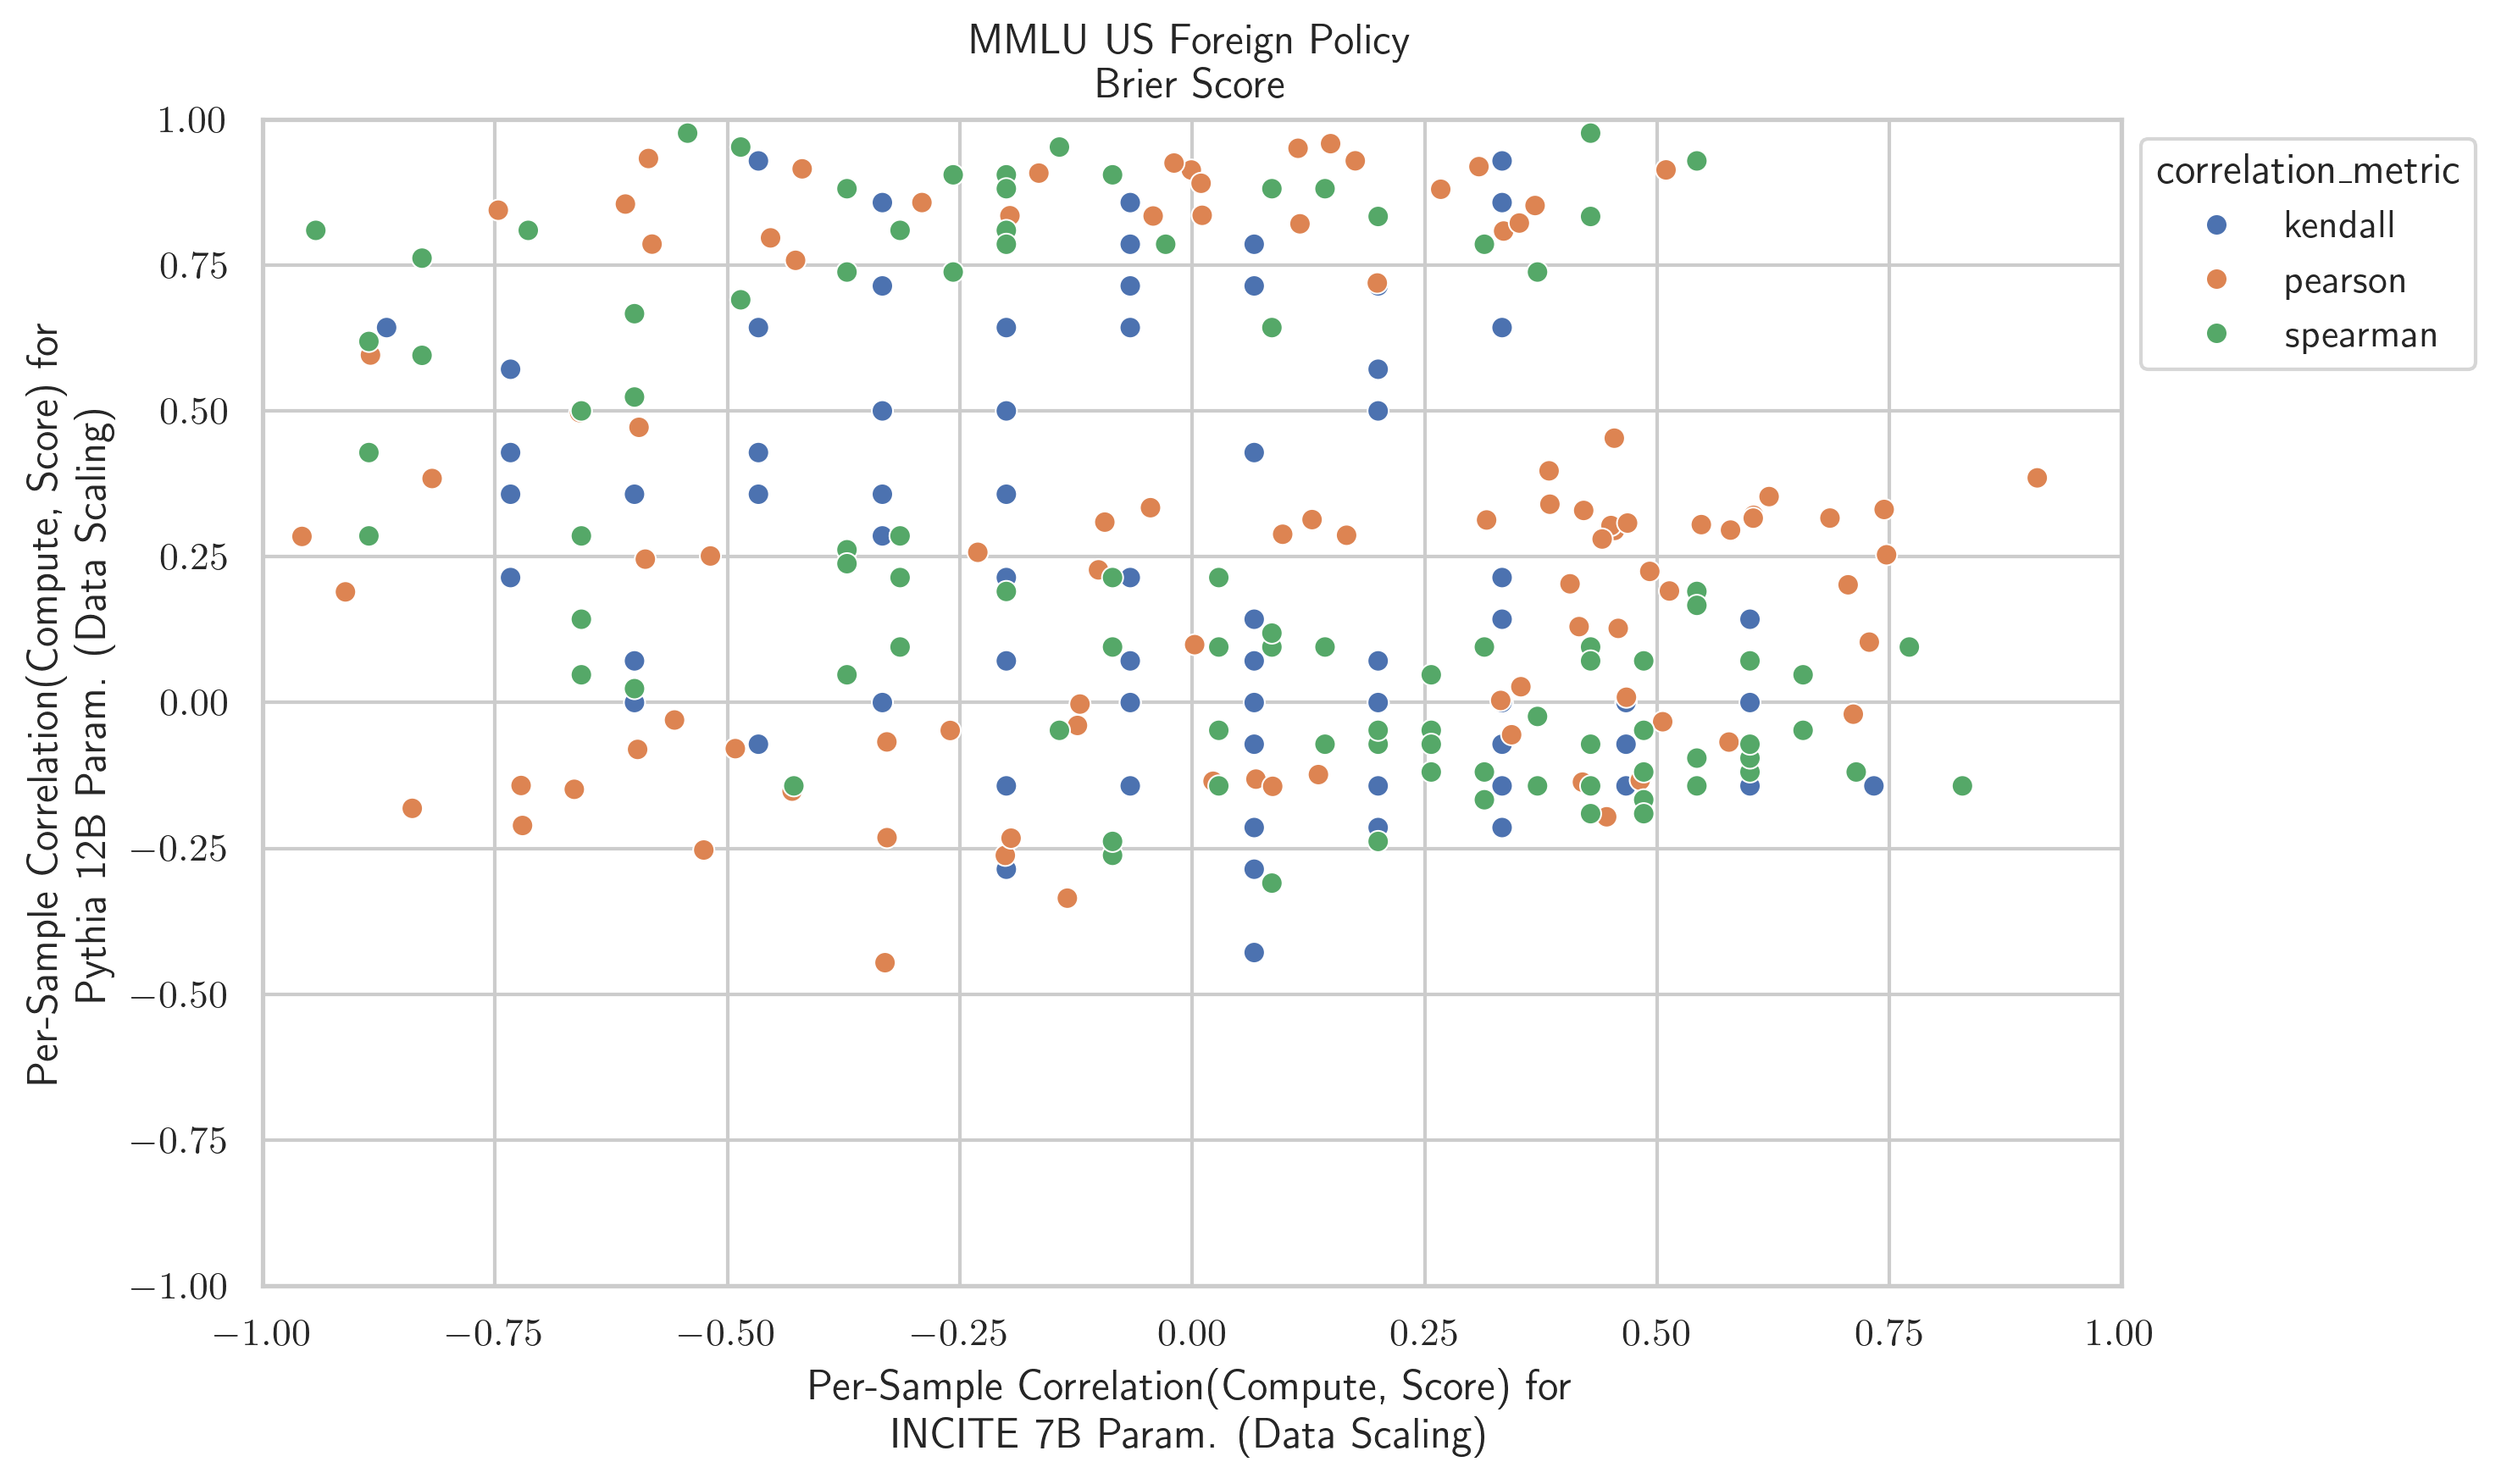 MMLU US Foreign Policy
Brier Score
Per-Sample Correlation(Compute, Score) for
Pythia 12B Param. (Data Scaling)
1.00
0.75
0.50
0.25
0.00
−0.25
−0.50
−0.75
−1.00
−1.00
−0.75
−0.50
−0.25
0.00
0.25
0.50
0.75
1.00
Per-Sample Correlation(Compute, Score) for
INCITE 7B Param. (Data Scaling)
correlation_metric
kendall
pearson
spearman